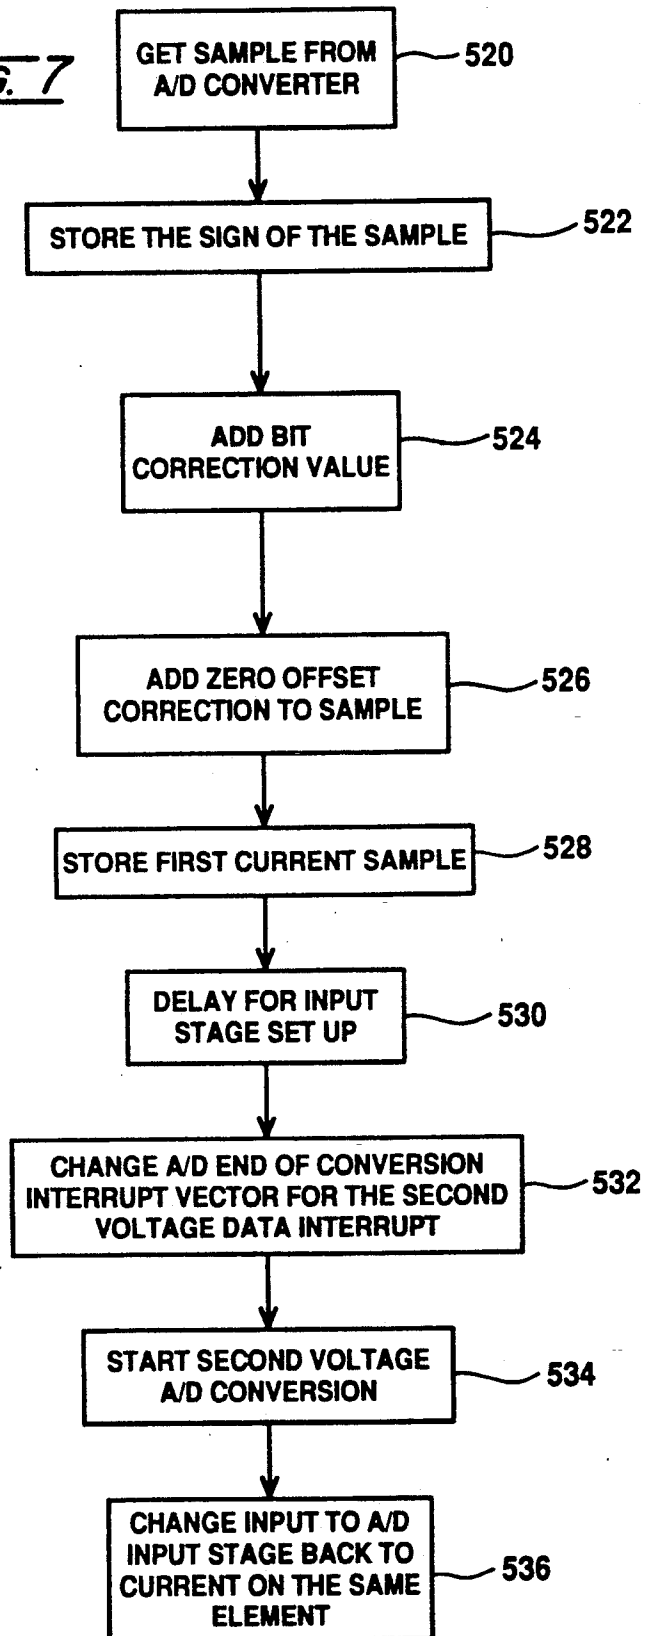 G. 7
GET SAMPLE FROM
A/D CONVERTER
520
STORE THE SIGN OF THE SAMPLE
522
ADD BIT
CORRECTION VALUE
524
ADD ZERO OFFSET
CORRECTION TO SAMPLE
526
STORE FIRST CURRENT SAMPLE
528
DELAY FOR INPUT
STAGE SET UP
530
CHANGE A/D END OF CONVERSION
INTERRUPT VECTOR FOR THE SECOND
VOLTAGE DATA INTERRUPT
532
START SECOND VOLTAGE
A/D CONVERSION
534
CHANGE INPUT TO A/D
INPUT STAGE BACK TO
CURRENT ON THE SAME
ELEMENT
536